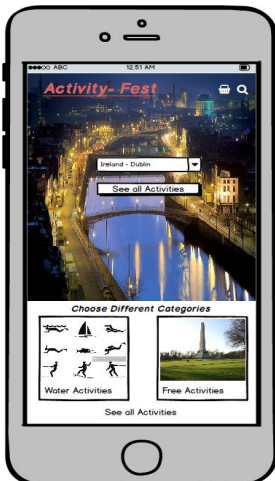 ABC 12:51 AM
Activity- Fest
Ireland - Dublin
See all Activities
Choose Different Categories
Water Activities
Free Activities
See all Activities